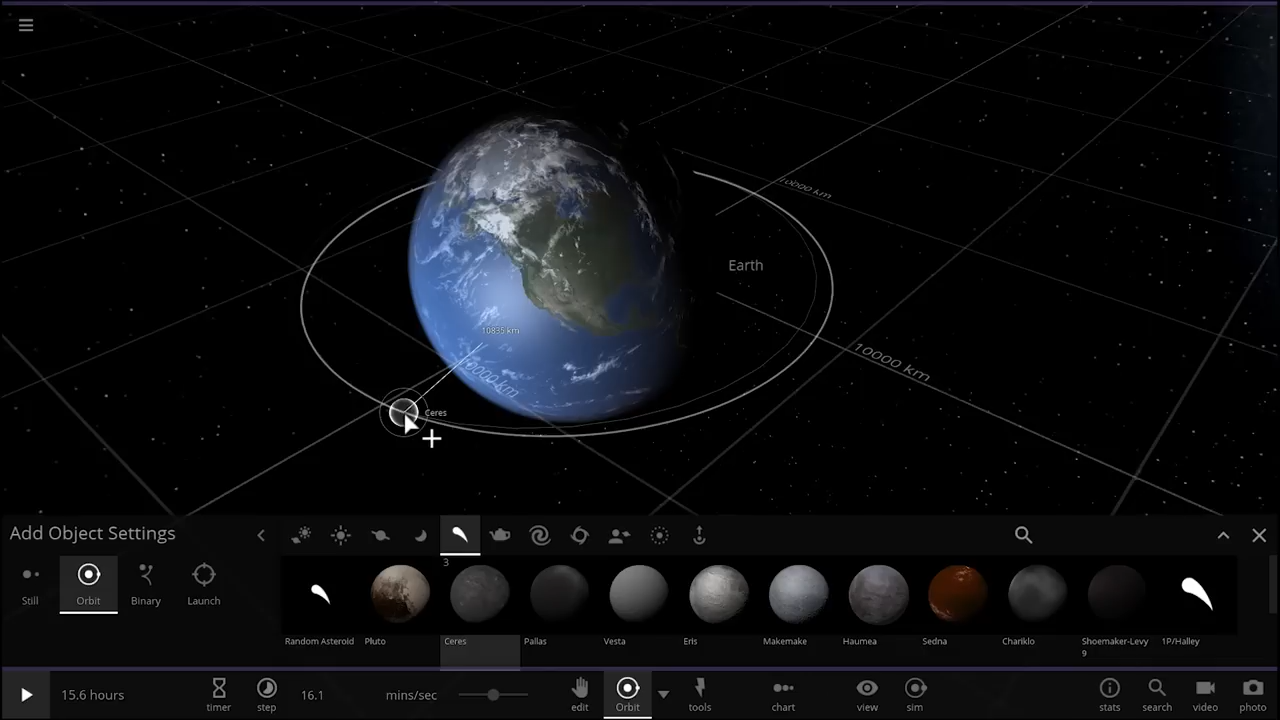 10000 km
Earth
10835 km
10000 km
10000 km
Ceres
Add Object Settings
Still
Orbit
Binary
Launch
3
Random Asteroid
Pluto
Ceres
Pallas
Vesta
Eris
Makemake
Haumea
Sedna
Chariklo
Shoemaker-Levy
9
1P/Halley
15.6 hours
timer
step
16.1
mins/sec
edit
Orbit
tools
chart
view
sim
stats
search
video
photo